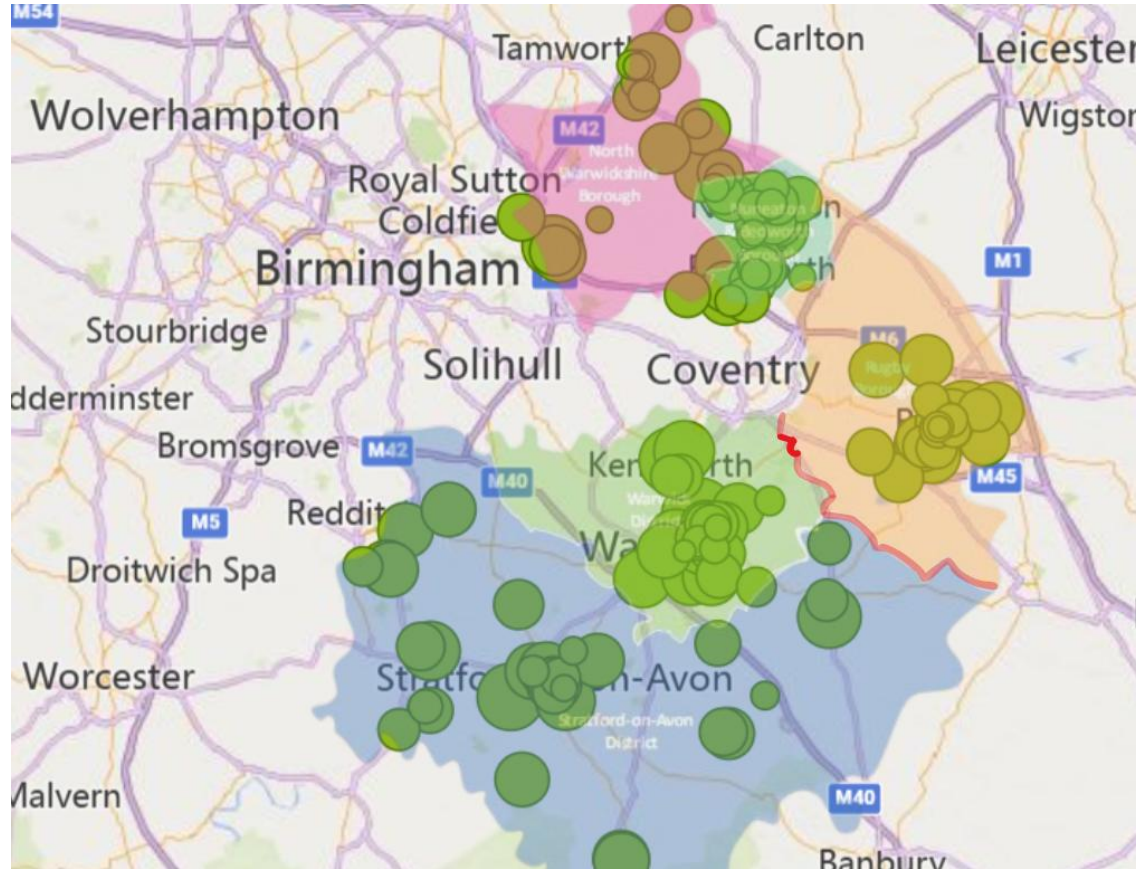 M54
Tamworth
Carlton
Leicester
Wolverhampton
Wigston
M42
North
Warwickshire
Borough
Royal Sutton
Coldfie
Birmingham
M1
Stourbridge
M6
Rugby
Solihull
Coventry
dderminster
Bromsgrove
M42
M40
M45
Ken
rth
Warwick
District
Reddit
M5
Wa
Droitwich Spa
Worcester
Stratfo
n-Avon
Stratford-on-Avon
District
Malvern
M40
Banbury